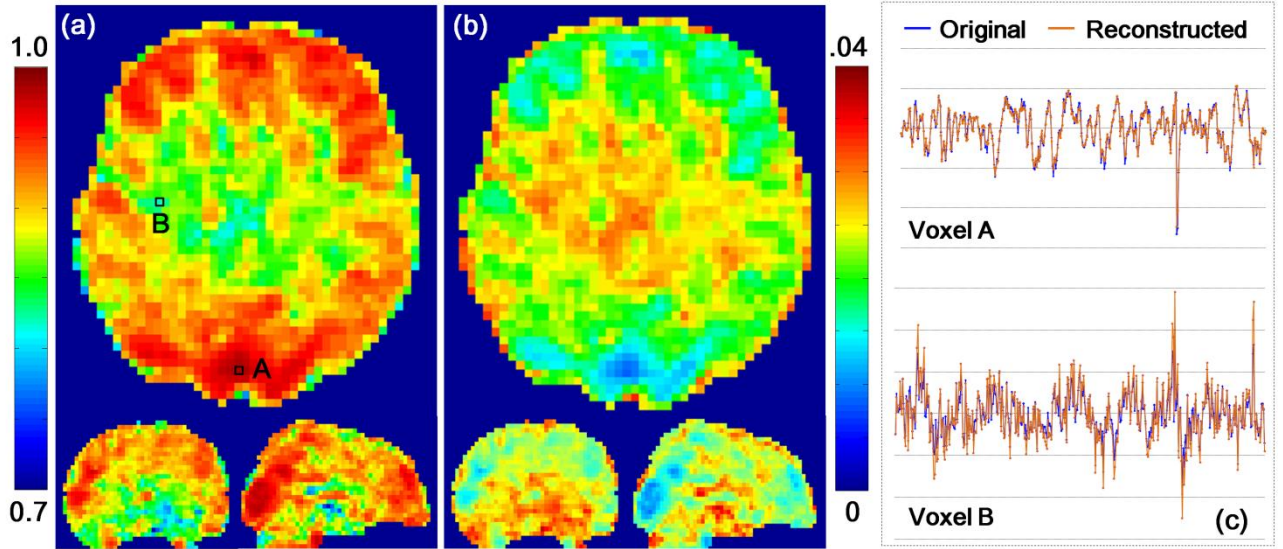 (a)
(b)
1.0
0.7
B
A
.04
0
Original
Reconstructed
Voxel A
Voxel B
(c)